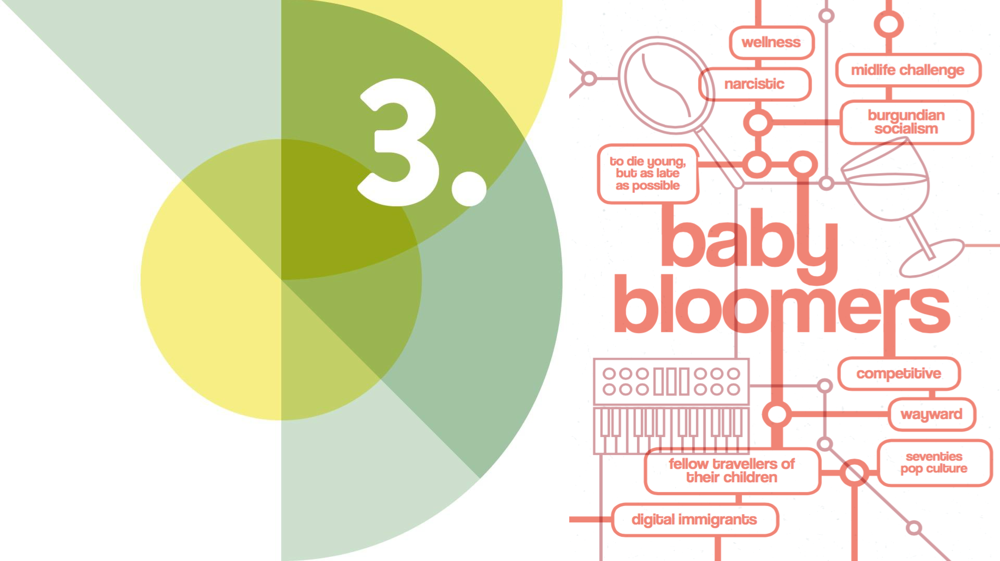 3.
wellness
narcistic
midlife challenge
burgundian
socialism
to die young,
but as late
as possible
baby
bloomers
competitive
wayward
seventies
pop culture
fellow travellers of
their children
digital immigrants